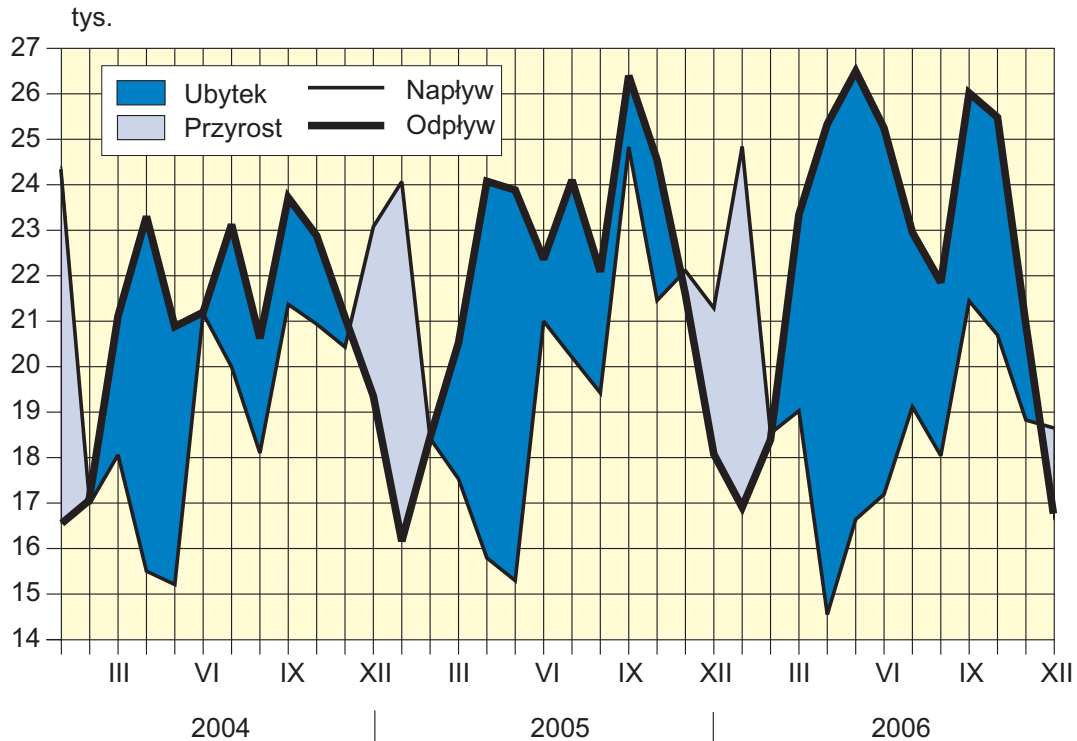 tys.
27
26
25
24
23
22
21
20
19
18
17
16
15
14
Ubytek
Napływ
Przyrost
Odpływ
III VI IX XII III VI IX XII III VI IX XII
2004 2005 2006